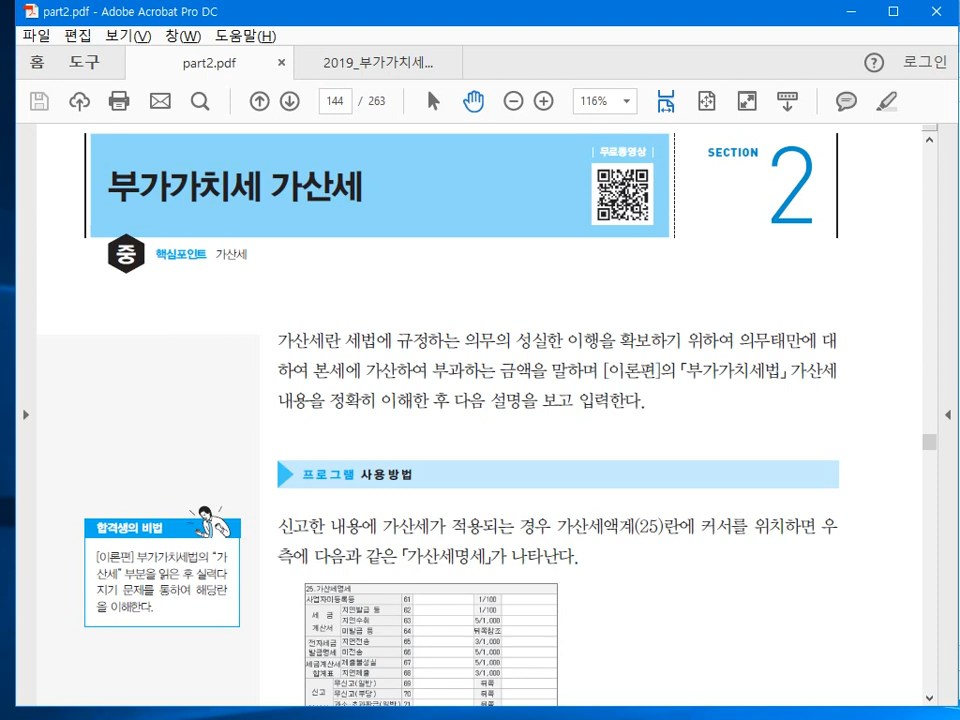 part2.pdf - Adobe Acrobat Pro DC
파일 편집 보기(V) 창(W) 도움말(H)
홈 도구 part2.pdf × 2019_부가가치세... ? 로그인
144 / 263 116%
부가가치세 가산세
| 무료동영상 |
SECTION 2
중 핵심포인트 가산세
가산세란 세법에 규정하는 의무의 성실한 이행을 확보하기 위하여 의무태만에 대
하여 본세에 가산하여 부과하는 금액을 말하며 [이론편]의 「부가가치세법」 가산세
내용을 정확히 이해한 후 다음 설명을 보고 입력한다.
프로그램 사용방법
합격생의 비법
[이론편] 부가가치세법의 “가
산세” 부분을 읽은 후 실력다
지기 문제를 통하여 해당란
을 이해한다.
신고한 내용에 가산세가 적용되는 경우 가산세액계(25)란에 커서를 위치하면 우
측에 다음과 같은 「가산세명세」가 나타난다.
25.가산세명세
사업자미등록등 61 1/100
세 금 지연발급 등 62 1/100
계산서 지연수취 63 5/1,000
미발급 등 64 뒤쪽참조
전자세금 지연전송 65 3/1,000
발급명세 미전송 66 5/1,000
세금계산서 제출불성실 67 5/1,000
합계표 지연제출 68 3/1,000
신고 무신고(일반) 69 뒤쪽
무신고(부당) 70 뒤쪽
과소·초과환급(일반) 71 뒤쪽